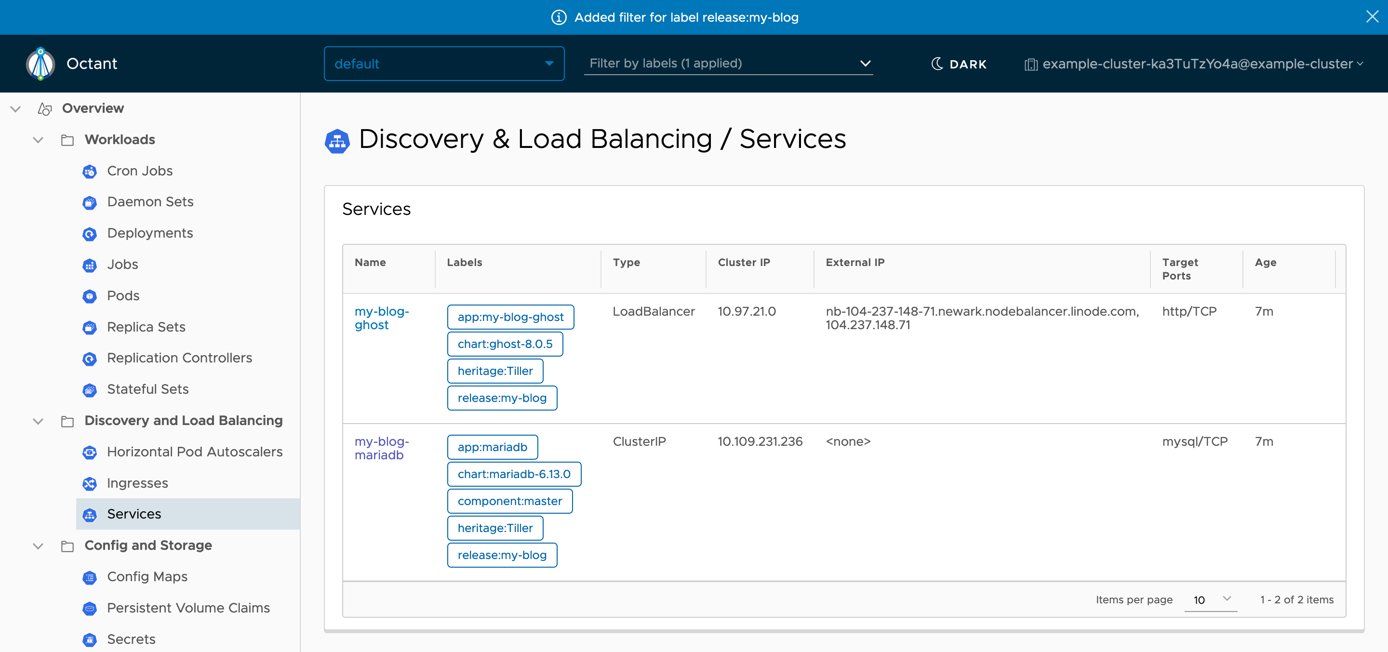 Added filter for label release:my-blog
Octant
default
Filter by labels (1 applied)
DARK
example-cluster-ka3TuTzYo4a@example-cluster
Overview
Workloads
Cron Jobs
Daemon Sets
Deployments
Jobs
Pods
Replica Sets
Replication Controllers
Stateful Sets
Discovery and Load Balancing
Horizontal Pod Autoscalers
Ingresses
Services
Config and Storage
Config Maps
Persistent Volume Claims
Secrets
Discovery & Load Balancing / Services
Services
Name
Labels
Type
Cluster IP
External IP
Target
Ports
Age
my-blog-
ghost
app:my-blog-ghost
chart:ghost-8.0.5
heritage:Tiller
release:my-blog
LoadBalancer
10.97.21.0
nb-104-237-148-71.newark.nodebalancer.linode.com,
104.237.148.71
http/TCP
7m
my-blog-
mariadb
app:mariadb
chart:mariadb-6.13.0
component:master
heritage:Tiller
release:my-blog
ClusterIP
10.109.231.236
<none>
mysql/TCP
7m
Items per page
10
1 - 2 of 2 items